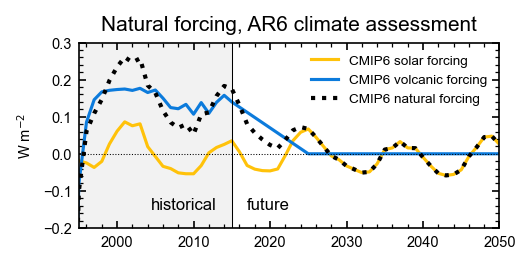 Natural forcing, AR6 climate assessment
W m⁻²
0.3
0.2
0.1
0.0
−0.1
−0.2
CMIP6 solar forcing
CMIP6 volcanic forcing
CMIP6 natural forcing
historical future
2000 2010 2020 2030 2040 2050